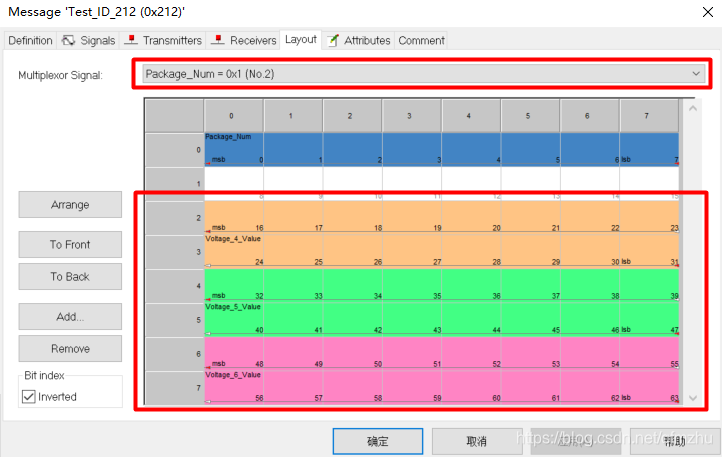 Message 'Test_ID_212 (0x212)'
Definition Signals Transmitters Receivers Layout Attributes Comment
Multiplexor Signal: Package_Num = 0x1 (No.2)
0 1 2 3 4 5 6 7
Package_Num
0 msb 0 1 2 3 4 5 6 lsb 7
1 8 9 10 11 12 13 14 15
2 msb 16 17 18 19 20 21 22 23
Voltage_4_Value
3 24 25 26 27 28 29 30 lsb 31
4 msb 32 33 34 35 36 37 38 39
Voltage_5_Value
5 40 41 42 43 44 45 46 lsb 47
6 msb 48 49 50 51 52 53 54 55
Voltage_6_Value
7 56 57 58 59 60 61 62 lsb 63
Arrange
To Front
To Back
Add...
Remove
Bit index
Inverted
确定 取消 帮助